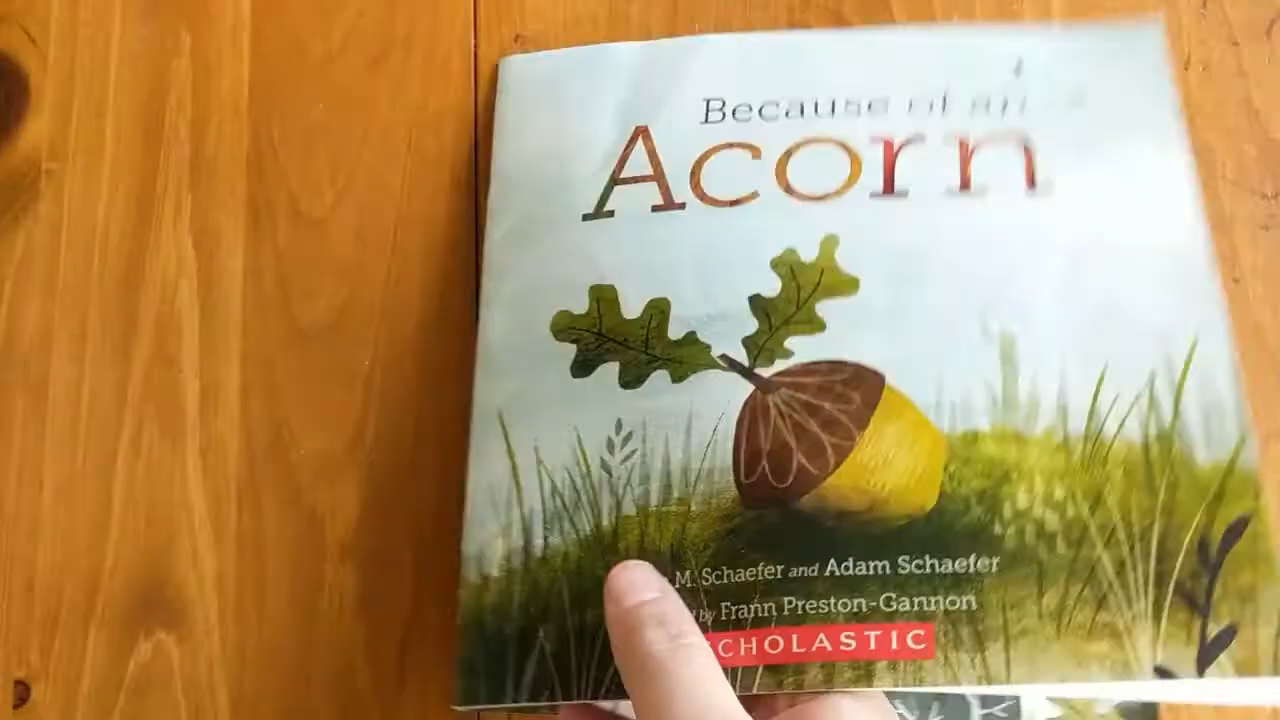 Because of an
Acorn
M. Schaefer and Adam Schaefer
by Frann Preston-Gannon
SCHOLASTIC